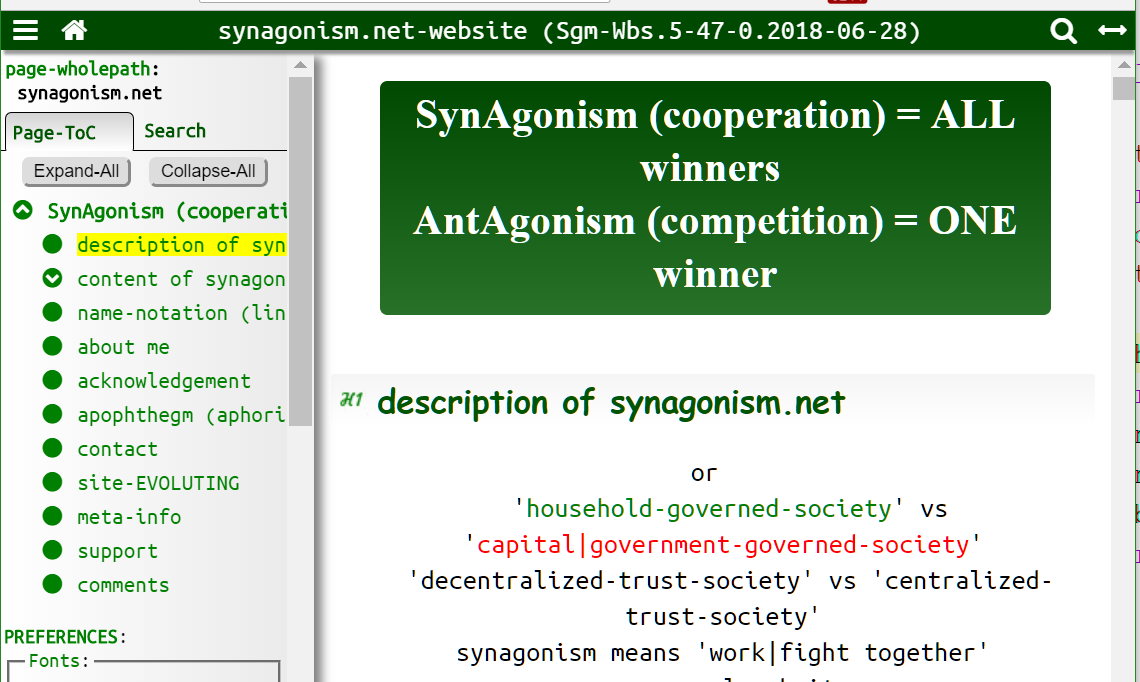 synagonism.net-website (Sgm-Wbs.5-47-0.2018-06-28)
page-wholepath:
synagonism.net
Page-ToC
Search
Expand-All
Collapse-All
SynAgonism (cooperati
description of syn
content of synagon
name-notation (lin
about me
acknowledgement
apophthegm (aphori
contact
site-EVOLUTING
meta-info
support
comments
PREFERENCES:
Fonts:
SynAgonism (cooperation) = ALL
winners
AntAgonism (competition) = ONE
winner
H1 description of synagonism.net
or
'household-governed-society' vs
'capital|government-governed-society'
'decentralized-trust-society' vs 'centralized-
trust-society'
synagonism means 'work|fight together'